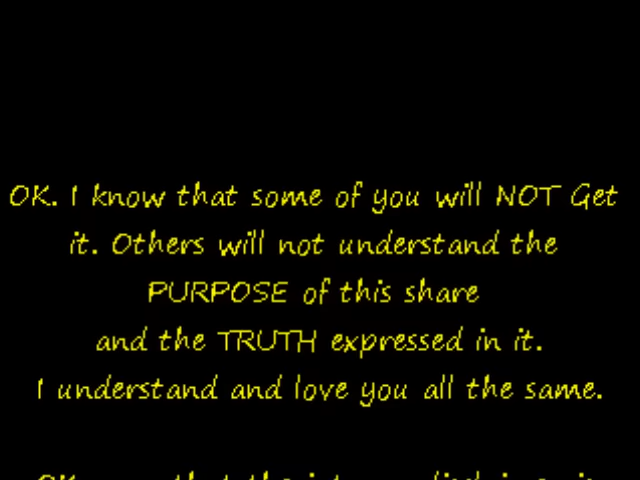 OK. I know that some of you will NOT Get
it. Others will not understand the
PURPOSE of this share
and the TRUTH expressed in it.
I understand and love you all the same.